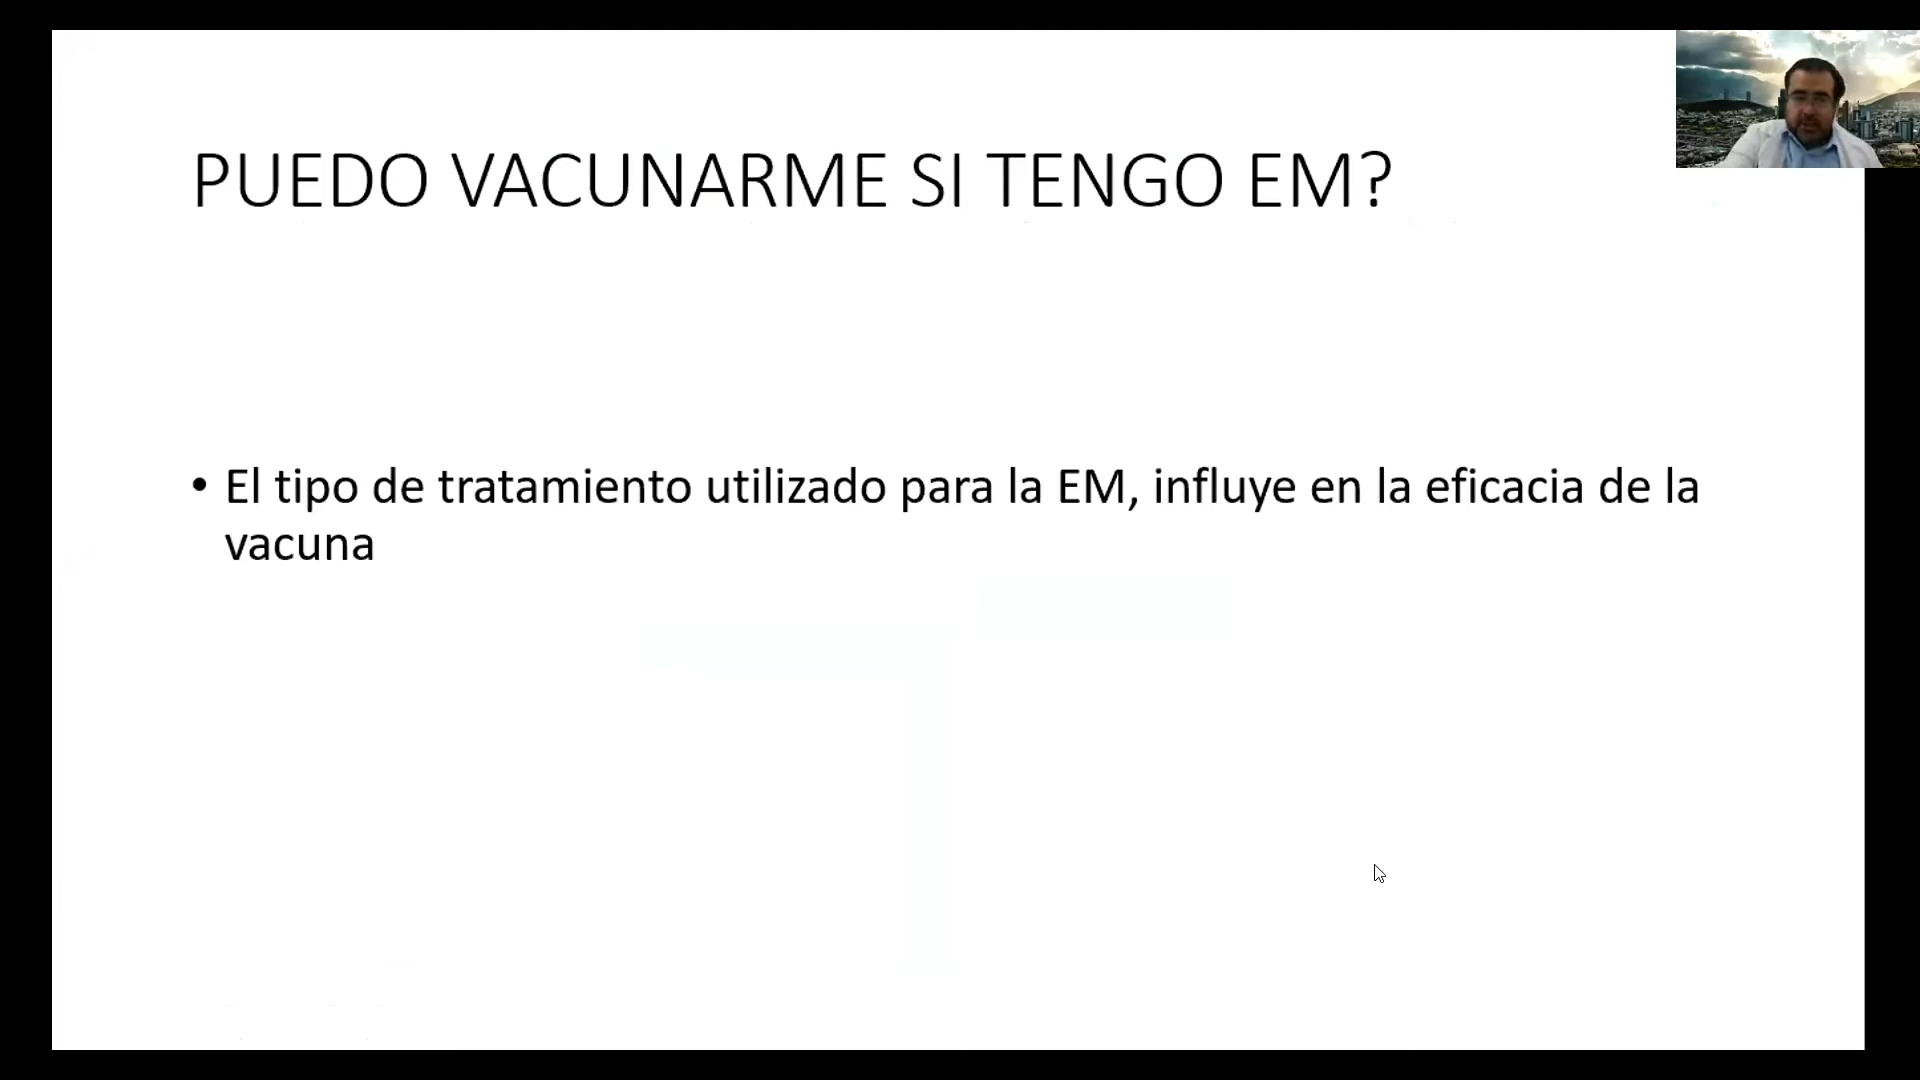 PUEDO VACUNARME SI TENGO EM?
• El tipo de tratamiento utilizado para la EM, influye en la eficacia de la
vacuna